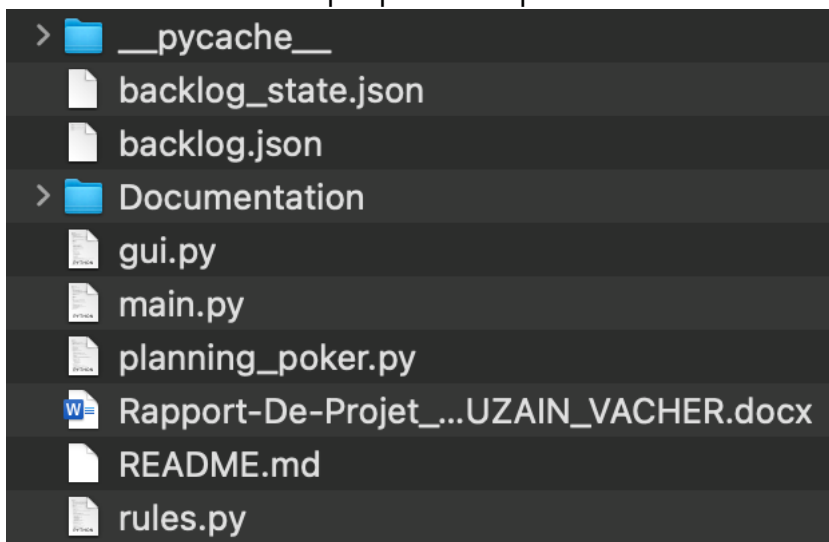 __pycache__
backlog_state.json
backlog.json
Documentation
gui.py
main.py
planning_poker.py
Rapport-De-Projet_...UZAIN_VACHER.docx
README.md
rules.py